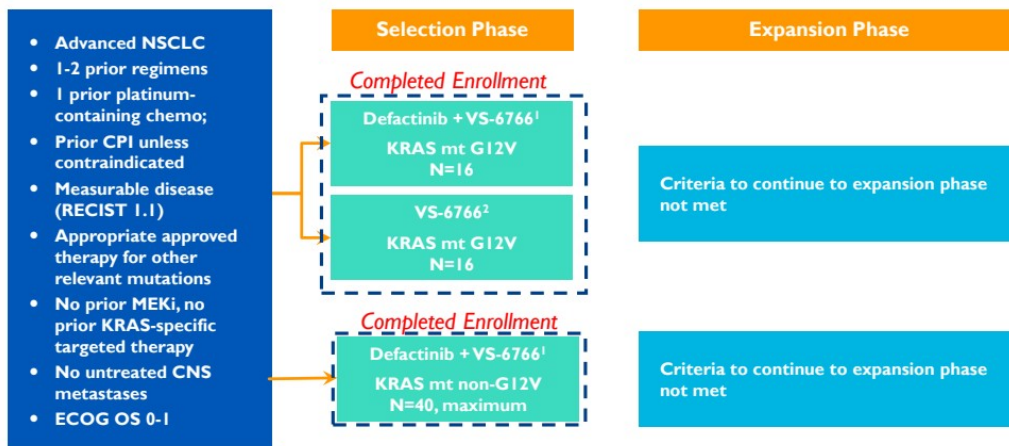 • Advanced NSCLC
• 1-2 prior regimens
• 1 prior platinum-
containing chemo;
• Prior CPI unless
contraindicated
• Measurable disease
(RECIST 1.1)
• Appropriate approved
therapy for other
relevant mutations
• No prior MEKi, no
prior KRAS-specific
targeted therapy
• No untreated CNS
metastases
• ECOG OS 0-1
Selection Phase
Completed Enrollment
Defactinib + VS-6766¹
KRAS mt G12V
N=16
VS-6766²
KRAS mt G12V
N=16
Completed Enrollment
Defactinib + VS-6766¹
KRAS mt non-G12V
N=40, maximum
Expansion Phase
Criteria to continue to expansion phase
not met
Criteria to continue to expansion phase
not met